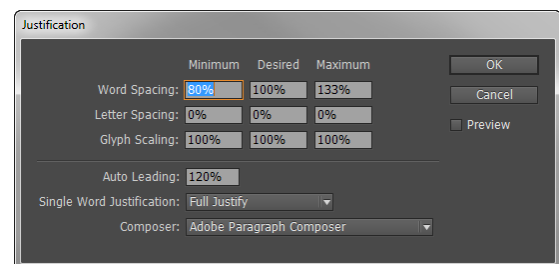 Justification
Minimum Desired Maximum OK
Word Spacing: 80% 100% 133% Cancel
Letter Spacing: 0% 0% 0% Preview
Glyph Scaling: 100% 100% 100%
Auto Leading: 120%
Single Word Justification: Full Justify
Composer: Adobe Paragraph Composer